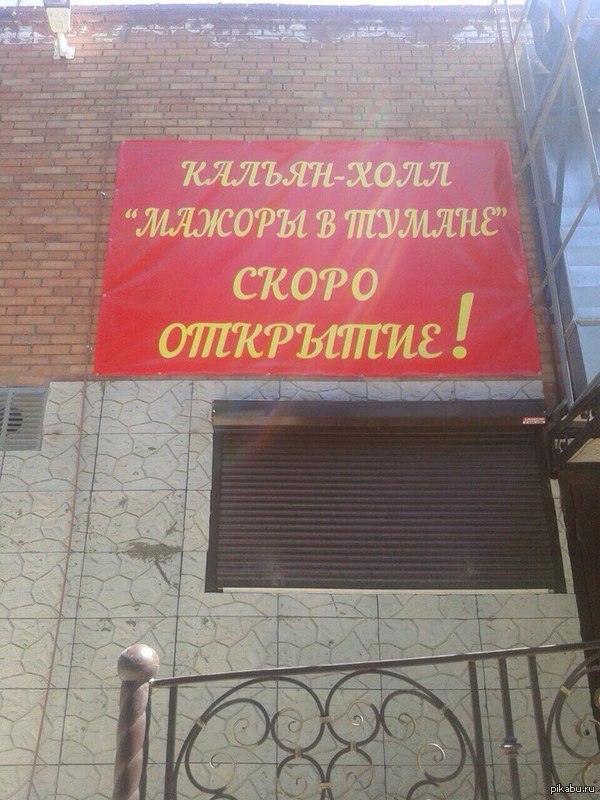 КАЛЬЯН-ХОЛЛ
“МАЖОРЫ В ТУМАНЕ”
СКОРО
ОТКРЫТИЕ!
pikabu.ru